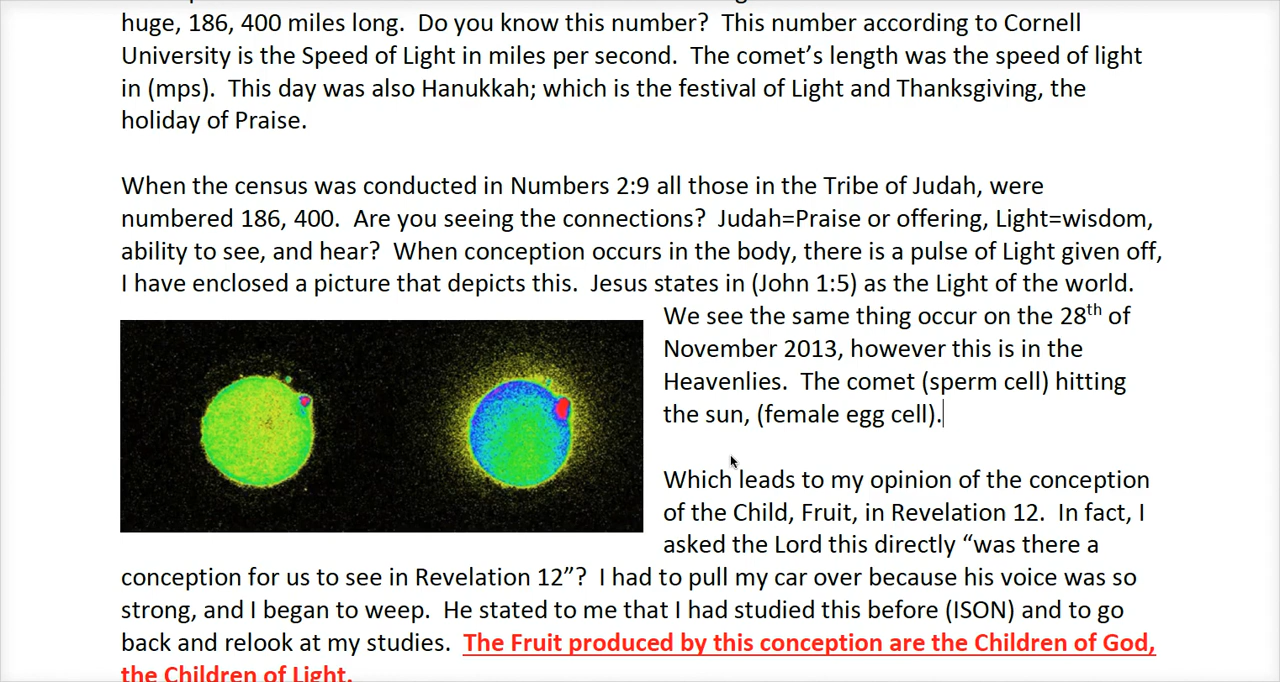 huge, 186, 400 miles long.  Do you know this number?  This number according to Cornell
University is the Speed of Light in miles per second.  The comet’s length was the speed of light
in (mps).  This day was also Hanukkah; which is the festival of Light and Thanksgiving, the
holiday of Praise.
When the census was conducted in Numbers 2:9 all those in the Tribe of Judah, were
numbered 186, 400.  Are you seeing the connections?  Judah=Praise or offering, Light=wisdom,
ability to see, and hear?  When conception occurs in the body, there is a pulse of Light given off,
I have enclosed a picture that depicts this.  Jesus states in (John 1:5) as the Light of the world.
We see the same thing occur on the 28th of
November 2013, however this is in the
Heavenlies.  The comet (sperm cell) hitting
the sun, (female egg cell).
Which leads to my opinion of the conception
of the Child, Fruit, in Revelation 12.  In fact, I
asked the Lord this directly “was there a
conception for us to see in Revelation 12”?  I had to pull my car over because his voice was so
strong, and I began to weep.  He stated to me that I had studied this before (ISON) and to go
back and relook at my studies.  The Fruit produced by this conception are the Children of God,
the Children of Light.